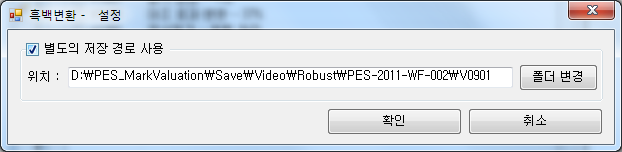 흑백변환 - 설정
별도의 저장 경로 사용
위치 : D:₩PES_MarkValuation₩Save₩Video₩Robust₩PES-2011-WF-002₩V0901 폴더 변경
확인 취소